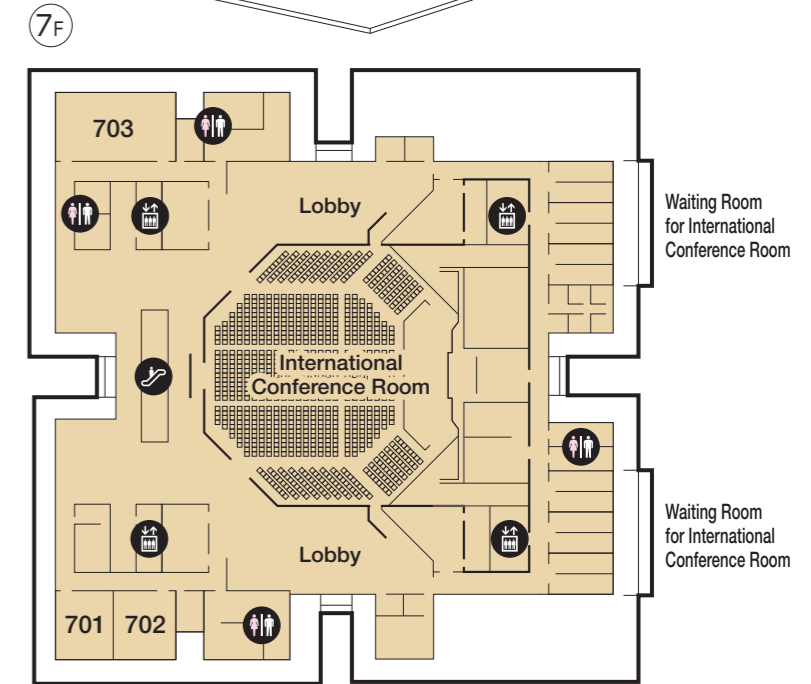 7F
703
Lobby
Waiting Room
for International
Conference Room
International
Conference Room
Waiting Room
for International
Conference Room
Lobby
701
702